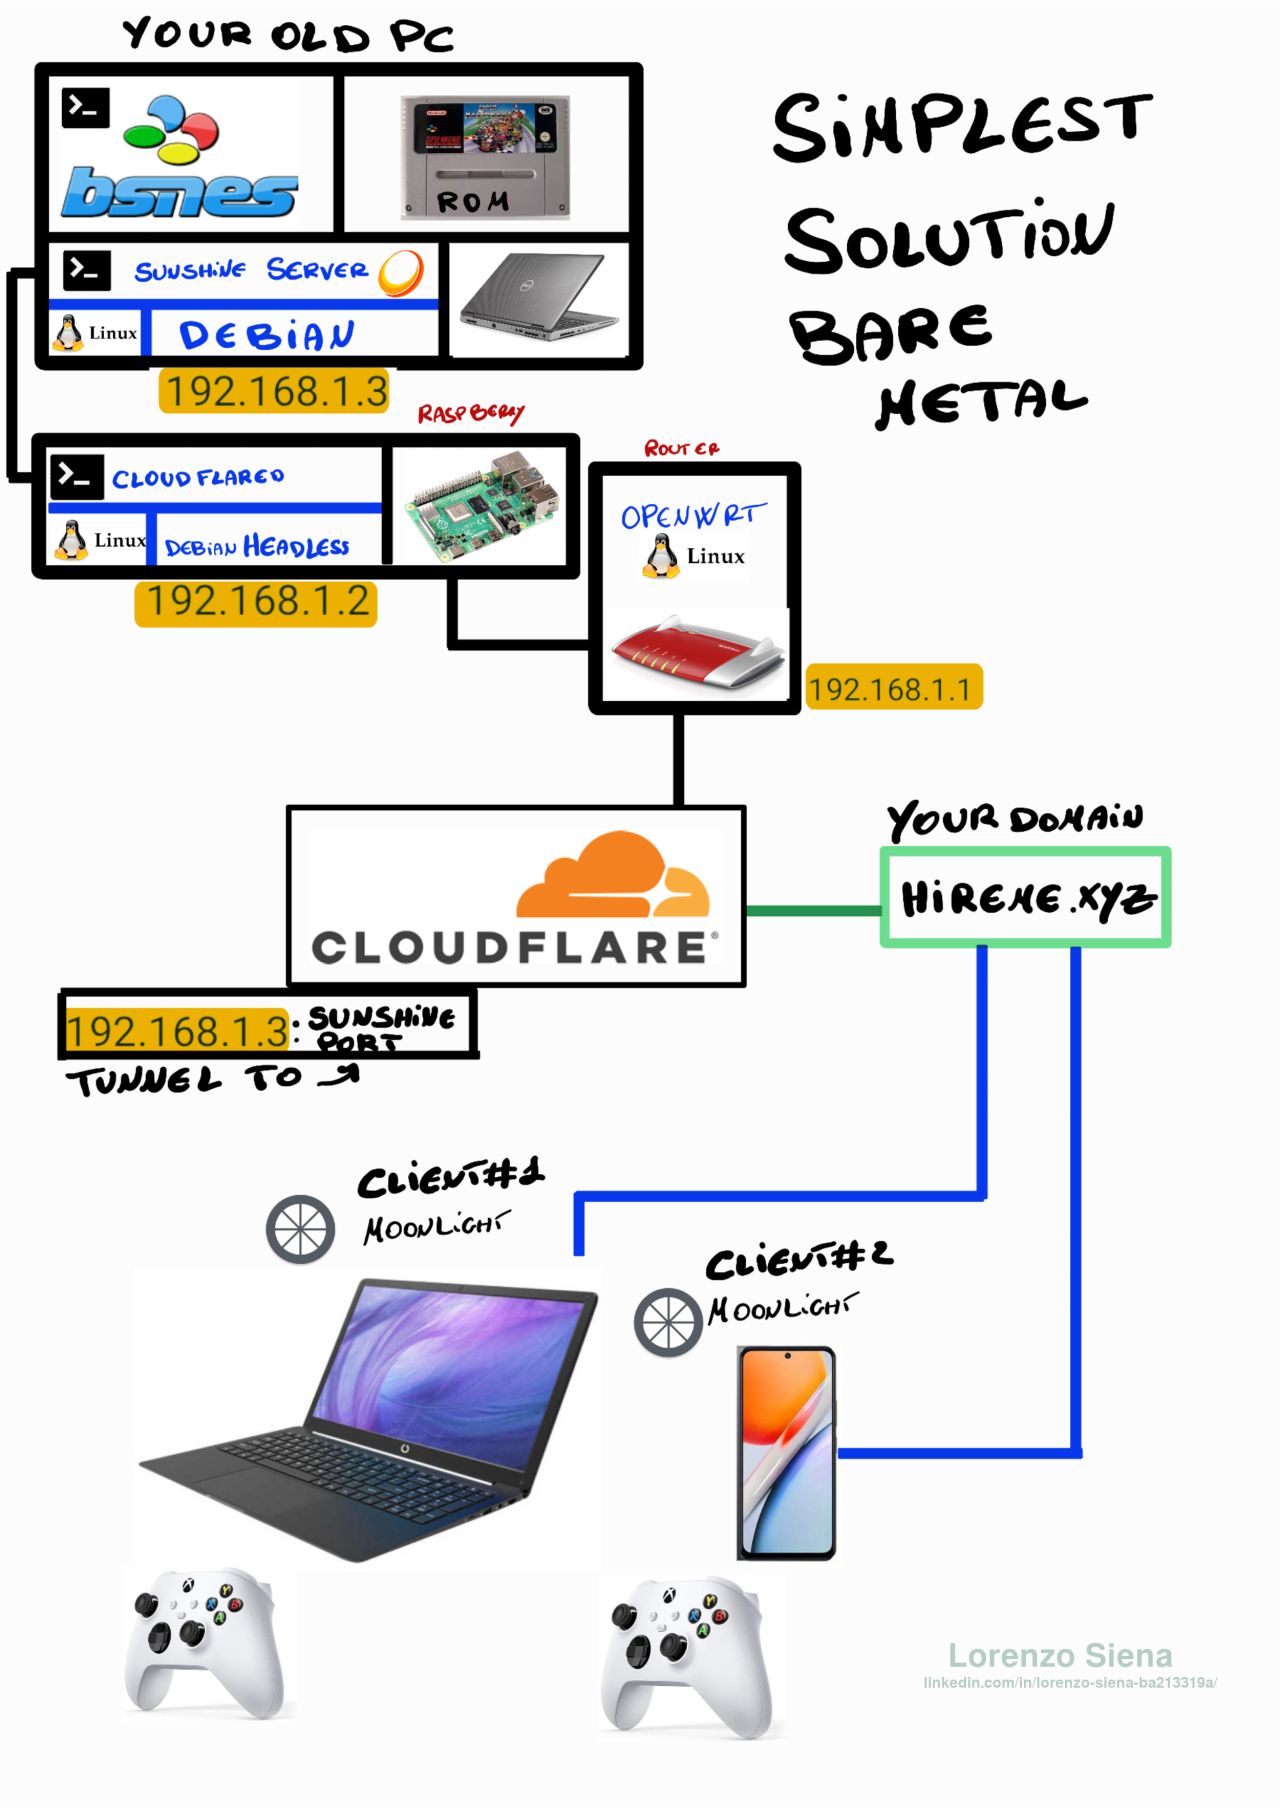 YOUR OLD PC
SiMPLEST
SOLUTiON
BARE
METAL
>_
bsnes
ROM
>_
SUNSHiNE SERVER
Linux
DEBiAN
192.168.1.3
RASPBERRY
>_
CLOUDFLARED
Linux
DEBiAN HEADLESS
192.168.1.2
ROUTER
OPENWRT
Linux
192.168.1.1
CLOUDFLARE®
YOUR DOMAiN
HiREME.XYZ
192.168.1.3: SUNSHiNE
PORT
TUNNEL TO
CLiENT#1
MOONLiGHT
CLiENT#2
MOONLiGHT
Y
X B
A
Y
X B
A
Lorenzo Siena
linkedin.com/in/lorenzo-siena-ba213319a/